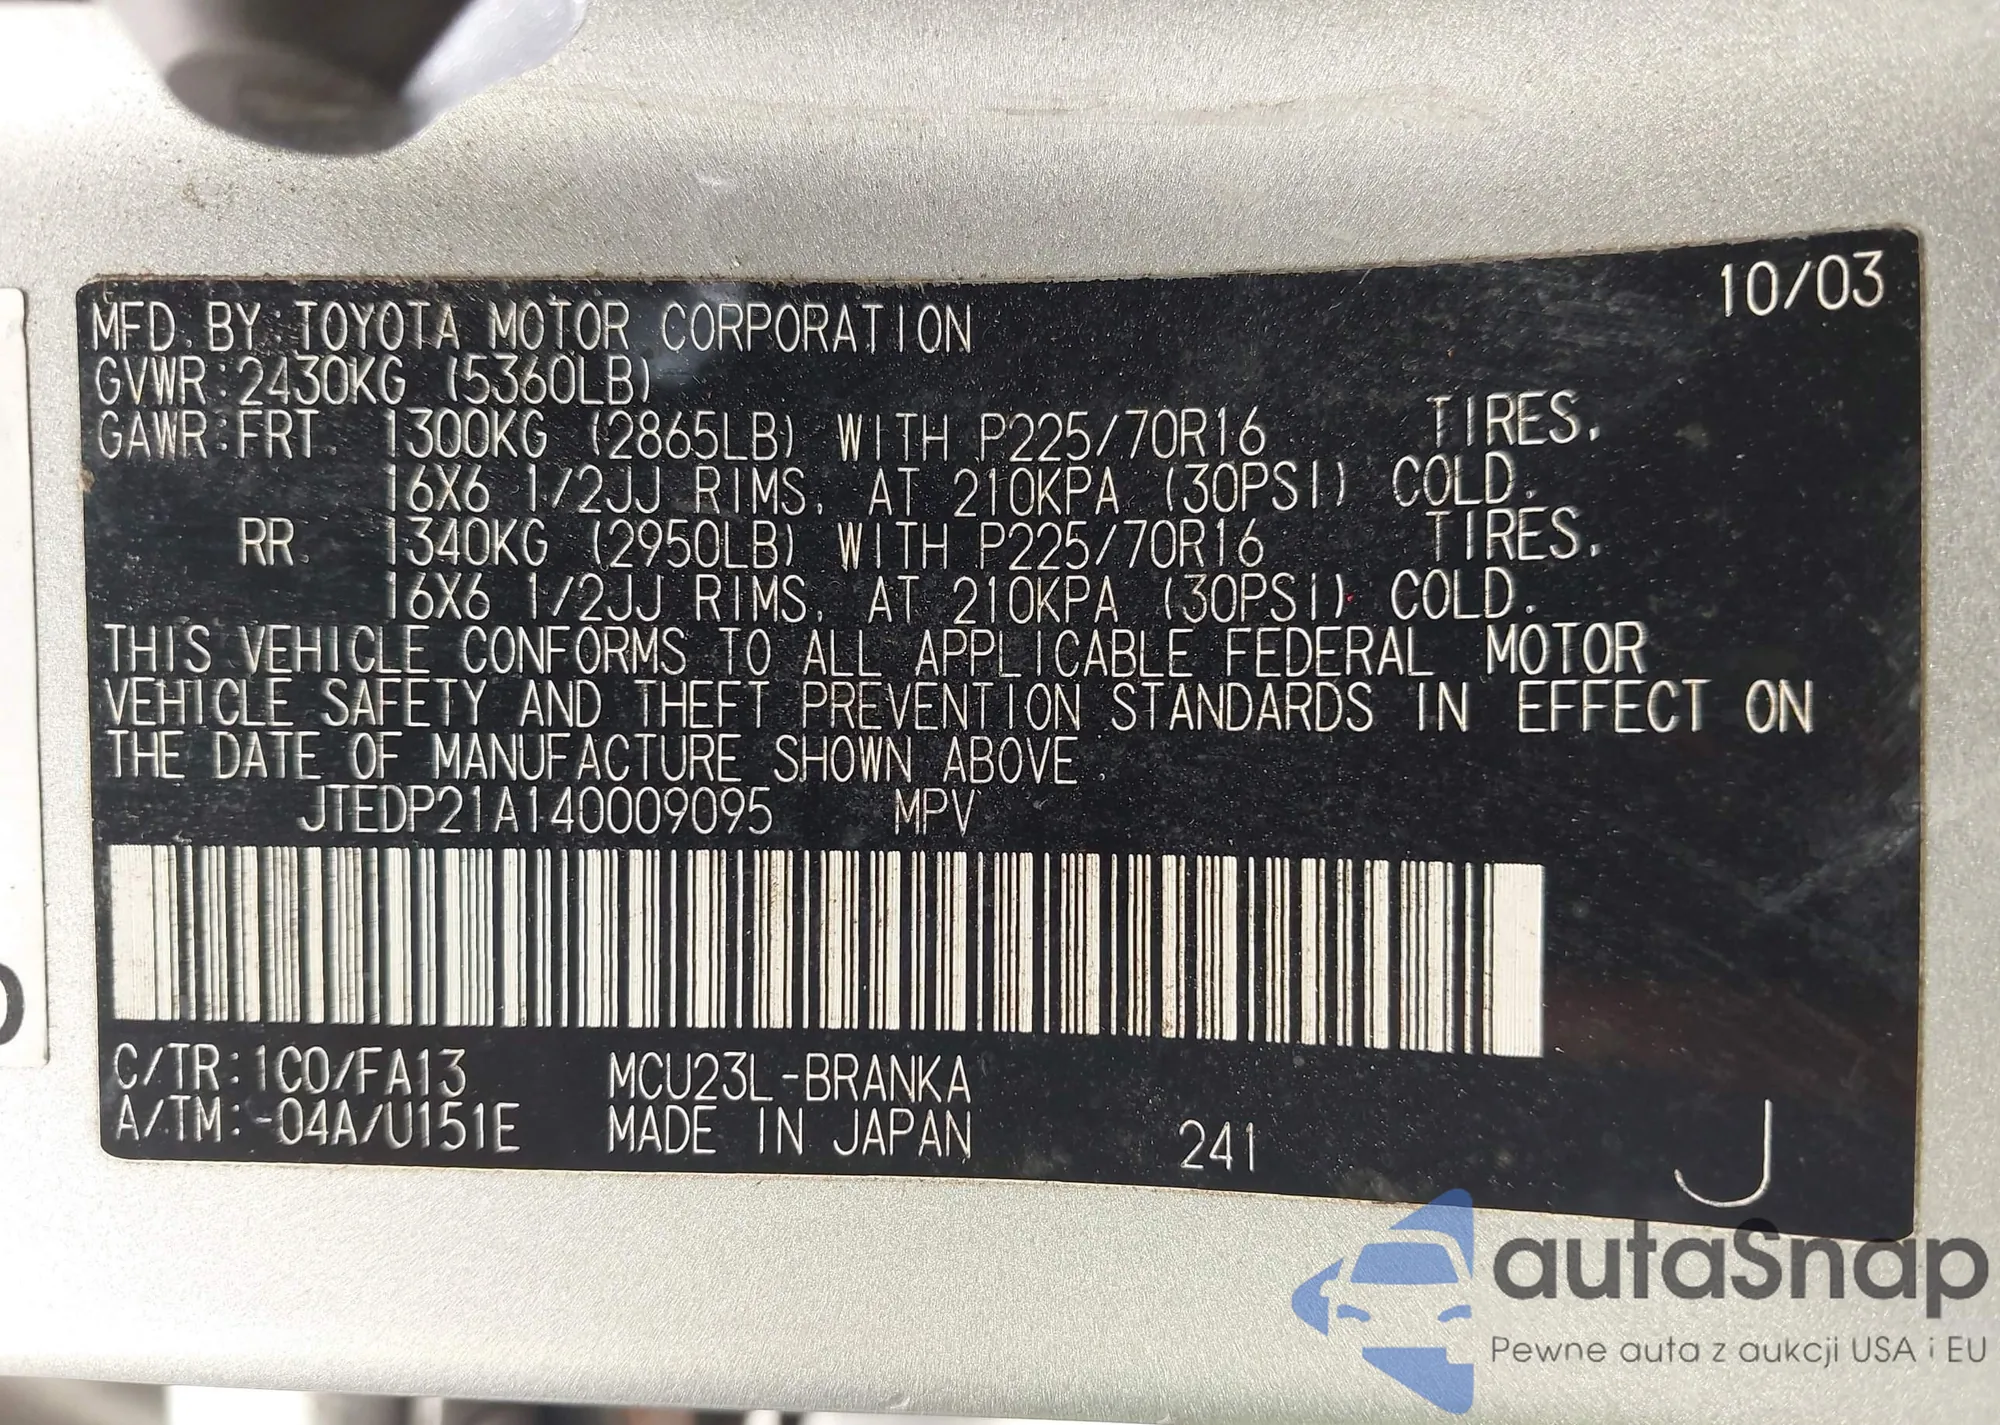 10/03
MFD. BY: TOYOTA MOTOR CORPORATION
GVWR:2430KG (5360LB)
GAWR:FRT. 1300KG (2865LB) WITH P225/70R16 TIRES,
16X6 1/2JJ RIMS, AT 210KPA (30PSI) COLD.
RR. 1340KG (2950LB) WITH P225/70R16 TIRES,
16X6 1/2JJ RIMS, AT 210KPA (30PSI) COLD.
THIS VEHICLE CONFORMS TO ALL APPLICABLE FEDERAL MOTOR
VEHICLE SAFETY AND THEFT PREVENTION STANDARDS IN EFFECT ON
THE DATE OF MANUFACTURE SHOWN ABOVE.
JTEDP21A140009095 MPV
C/TR:1C0/FA13 MCU23L-BRANKA
A/TM:-04A/U151E MADE IN JAPAN 241 J
autaSnap
Pewne auta z aukcji USA i EU